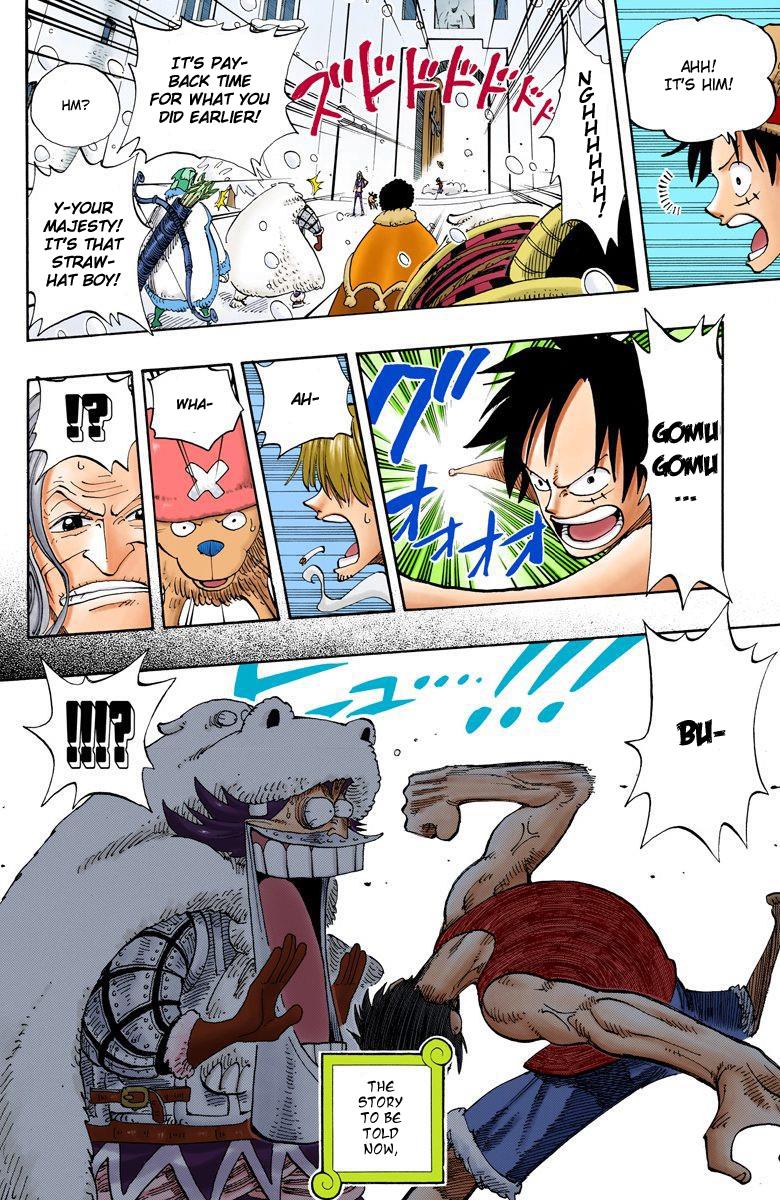 AHH!
IT'S HIM!
NGHHHHHH!
ズドドドドドド
IT'S PAY-
BACK TIME
FOR WHAT YOU
DID EARLIER!
HM?
Y-YOUR
MAJESTY!
IT'S THAT
STRAW-
HAT BOY!
GOMU
GOMU
...
グオオオオ
AH-
WHA-
!?
BU-
ビュ……!!!
!!!?
THE
STORY
TO BE
TOLD
NOW,